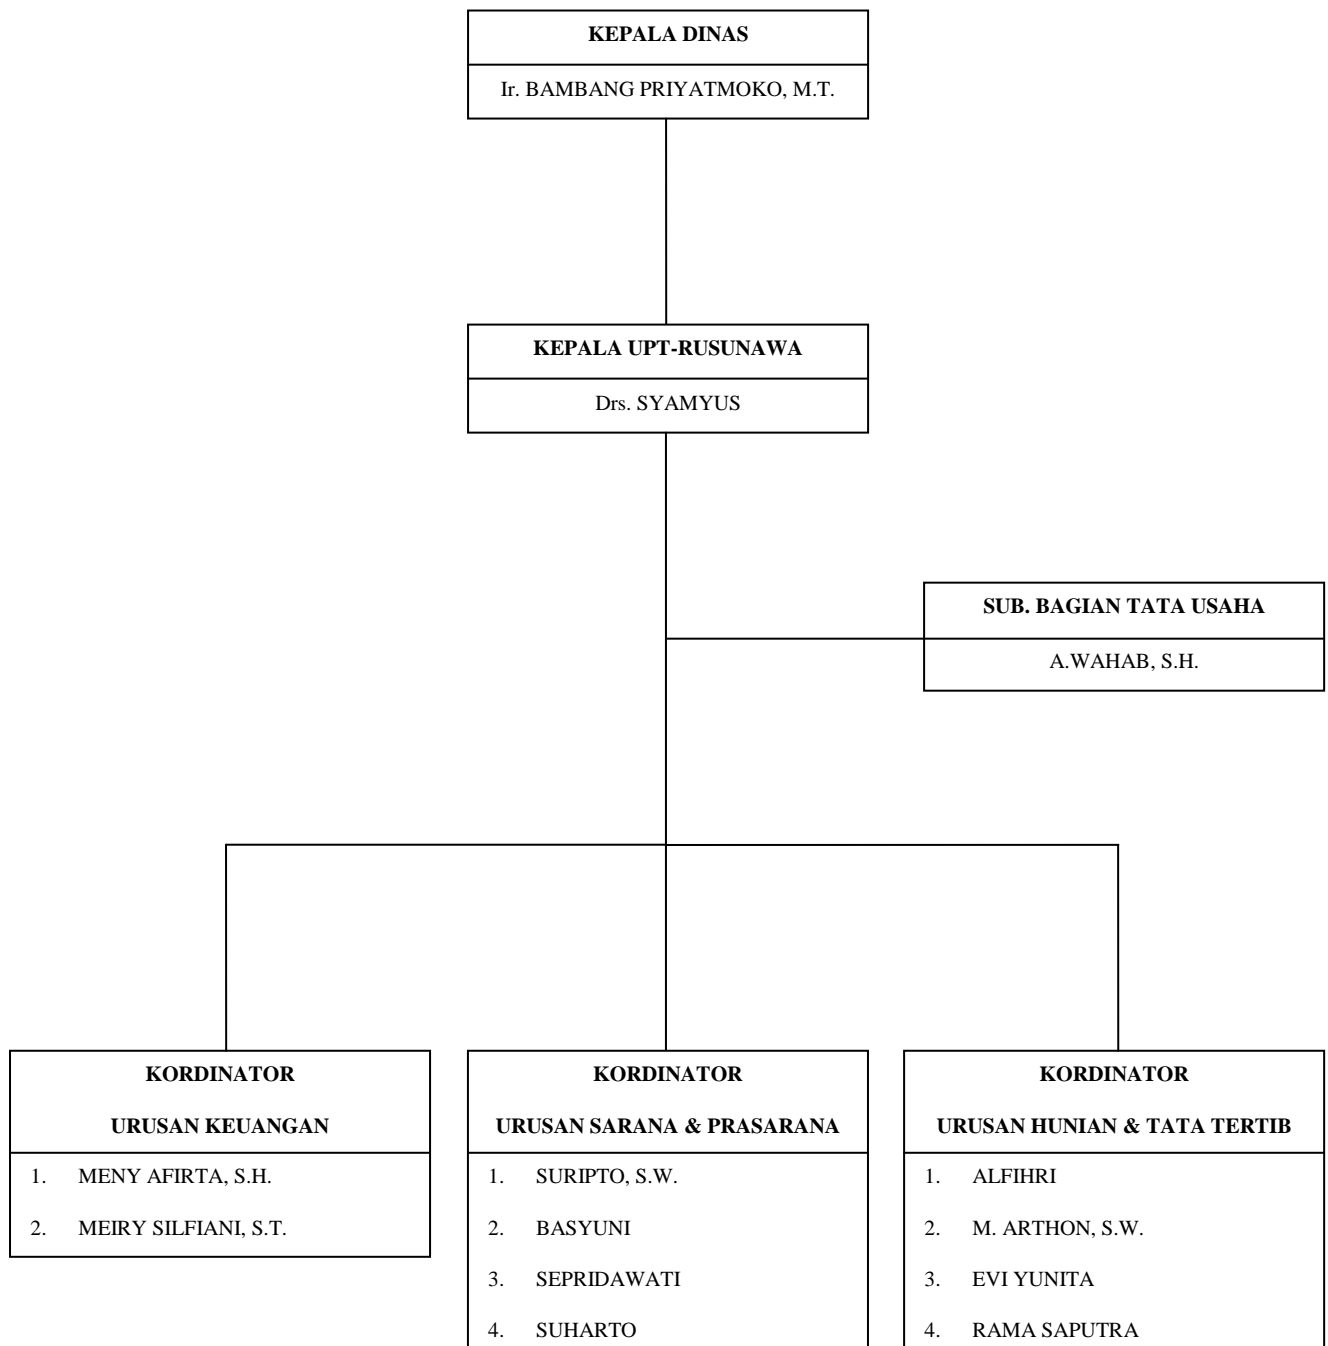 KEPALA DINAS
Ir. BAMBANG PRIYATMOKO, M.T.
KEPALA UPT-RUSUNAWA
Drs. SYAMYUS
SUB. BAGIAN TATA USAHA
A.WAHAB, S.H.
KORDINATOR
URUSAN KEUANGAN
1. MENY AFIRTA, S.H.
2. MEIRY SILFIANI, S.T.
KORDINATOR
URUSAN SARANA & PRASARANA
1. SURIPTO, S.W.
2. BASYUNI
3. SEPRIDAWATI
4. SUHARTO
KORDINATOR
URUSAN HUNIAN & TATA TERTIB
1. ALFIHRI
2. M. ARTHON, S.W.
3. EVI YUNITA
4. RAMA SAPUTRA